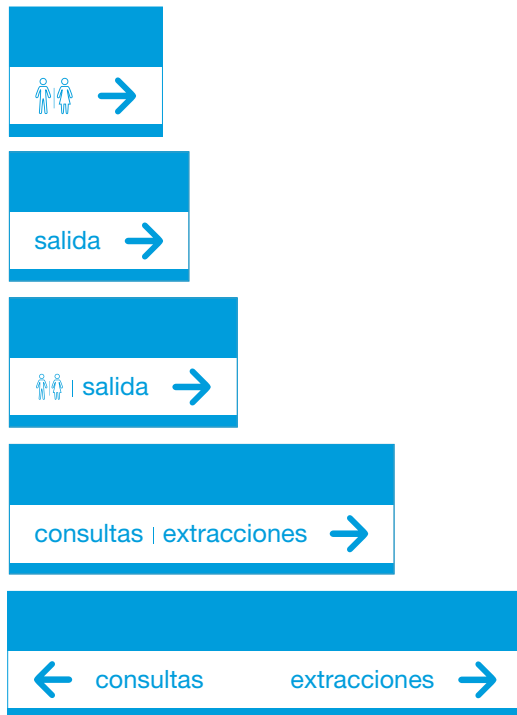 salida
| salida
consultas | extracciones
consultas extracciones